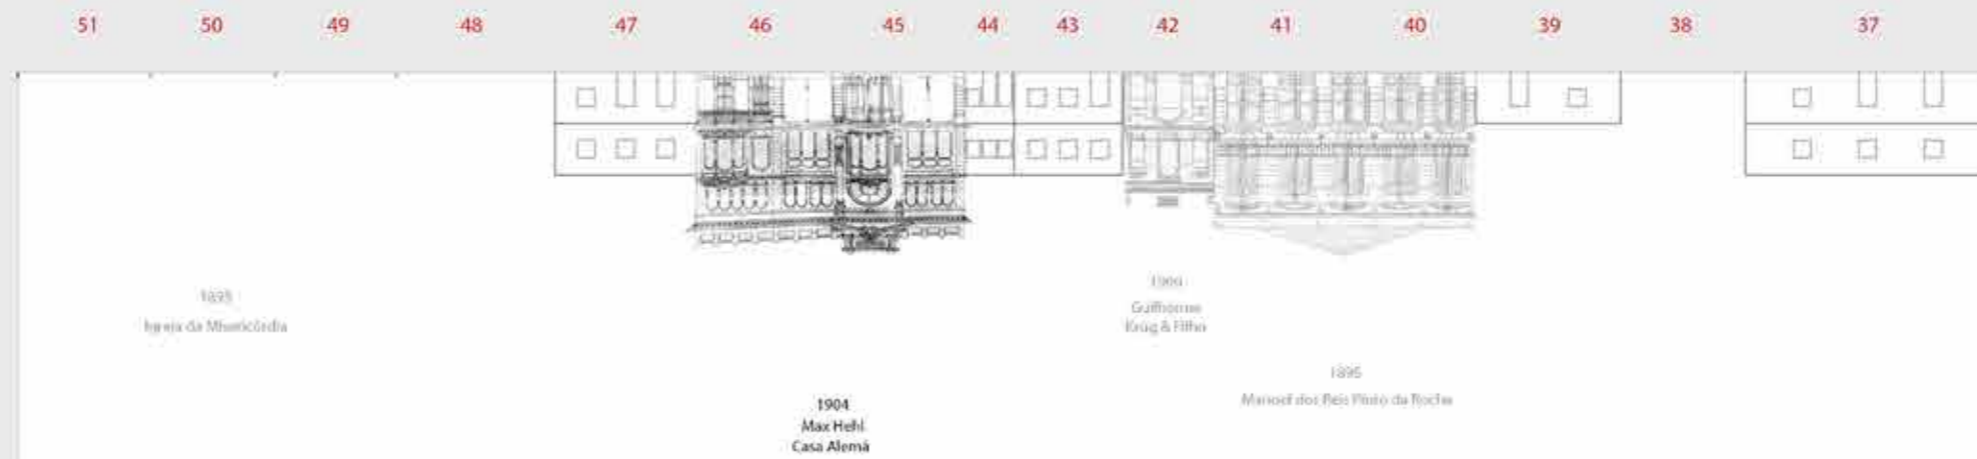 51 50 49 48 47 46 45 44 43 42 41 40 39 38 37
1895
Igreja da Misericórdia
1900
Guilherme
Krug & Filho
1895
Manoel dos Reis Pinto da Rocha
1904
Max Hehl
Casa Alemã